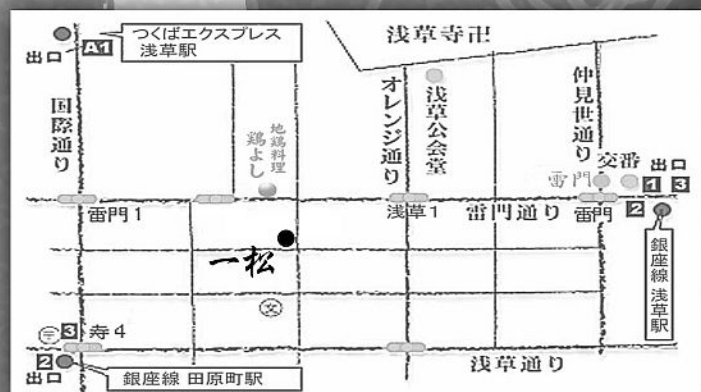 つくばエクスプレス
浅草駅
出口 A1
浅草寺卍
国際通り
地鶏料理
鶏よし
オレンジ通り
浅草公会堂
仲見世通り
交番
出口
1 3
雷門
雷門1
浅草1
雷門通り
雷門
2
一松
銀座線 浅草駅
文
〒
3 寿4
2
出口
銀座線 田原町駅
浅草通り